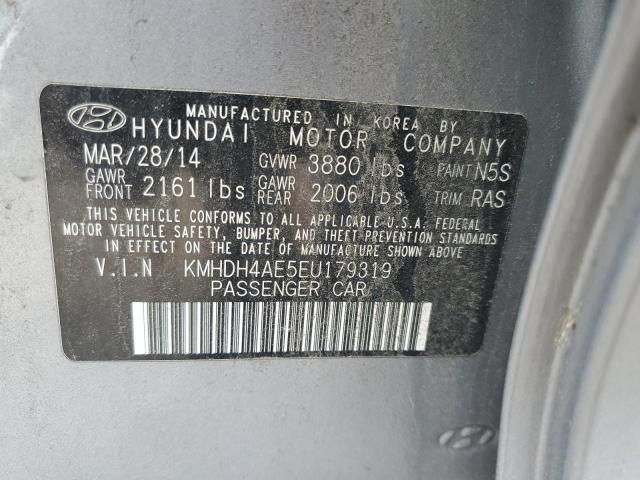 MANUFACTURED IN KOREA BY
HYUNDAI MOTOR COMPANY
MAR/28/14 GVWR 3880 lbs PAINT N5S
GAWR FRONT 2161 lbs GAWR REAR 2006 lbs TRIM RAS
THIS VEHICLE CONFORMS TO ALL APPLICABLE U.S.A. FEDERAL
MOTOR VEHICLE SAFETY, BUMPER, AND THEFT PREVENTION STANDARDS
IN EFFECT ON THE DATE OF MANUFACTURE SHOWN ABOVE
V.I.N KMHDH4AE5EU179319
PASSENGER CAR